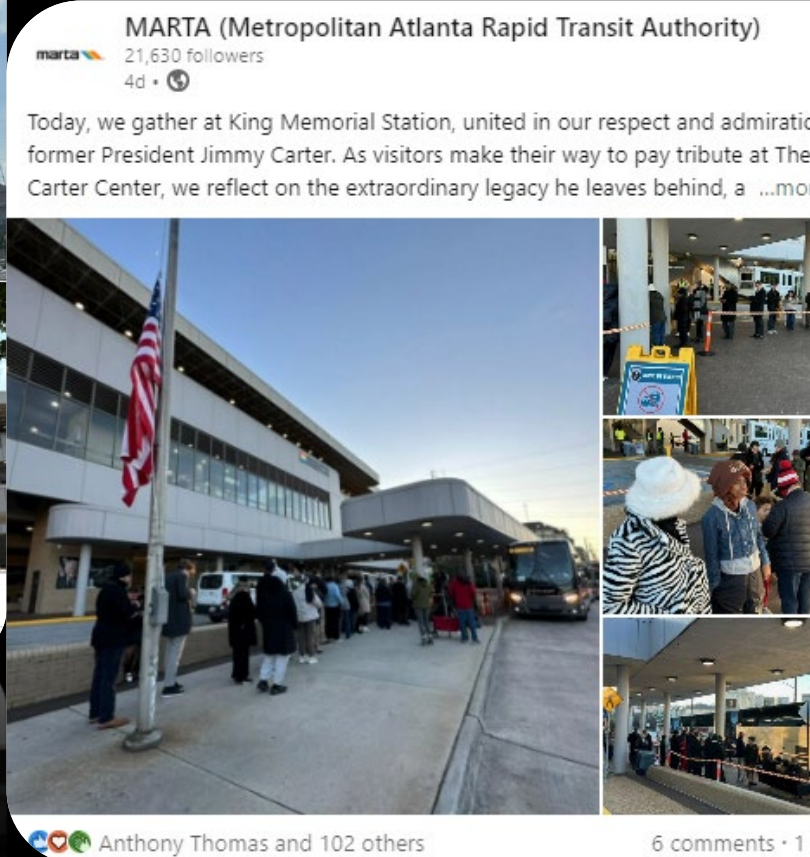 MARTA (Metropolitan Atlanta Rapid Transit Authority)
marta
21,630 followers
4d •
Today, we gather at King Memorial Station, united in our respect and admiratio
former President Jimmy Carter. As visitors make their way to pay tribute at The
Carter Center, we reflect on the extraordinary legacy he leaves behind, a ...mor
Anthony Thomas and 102 others
6 comments · 1